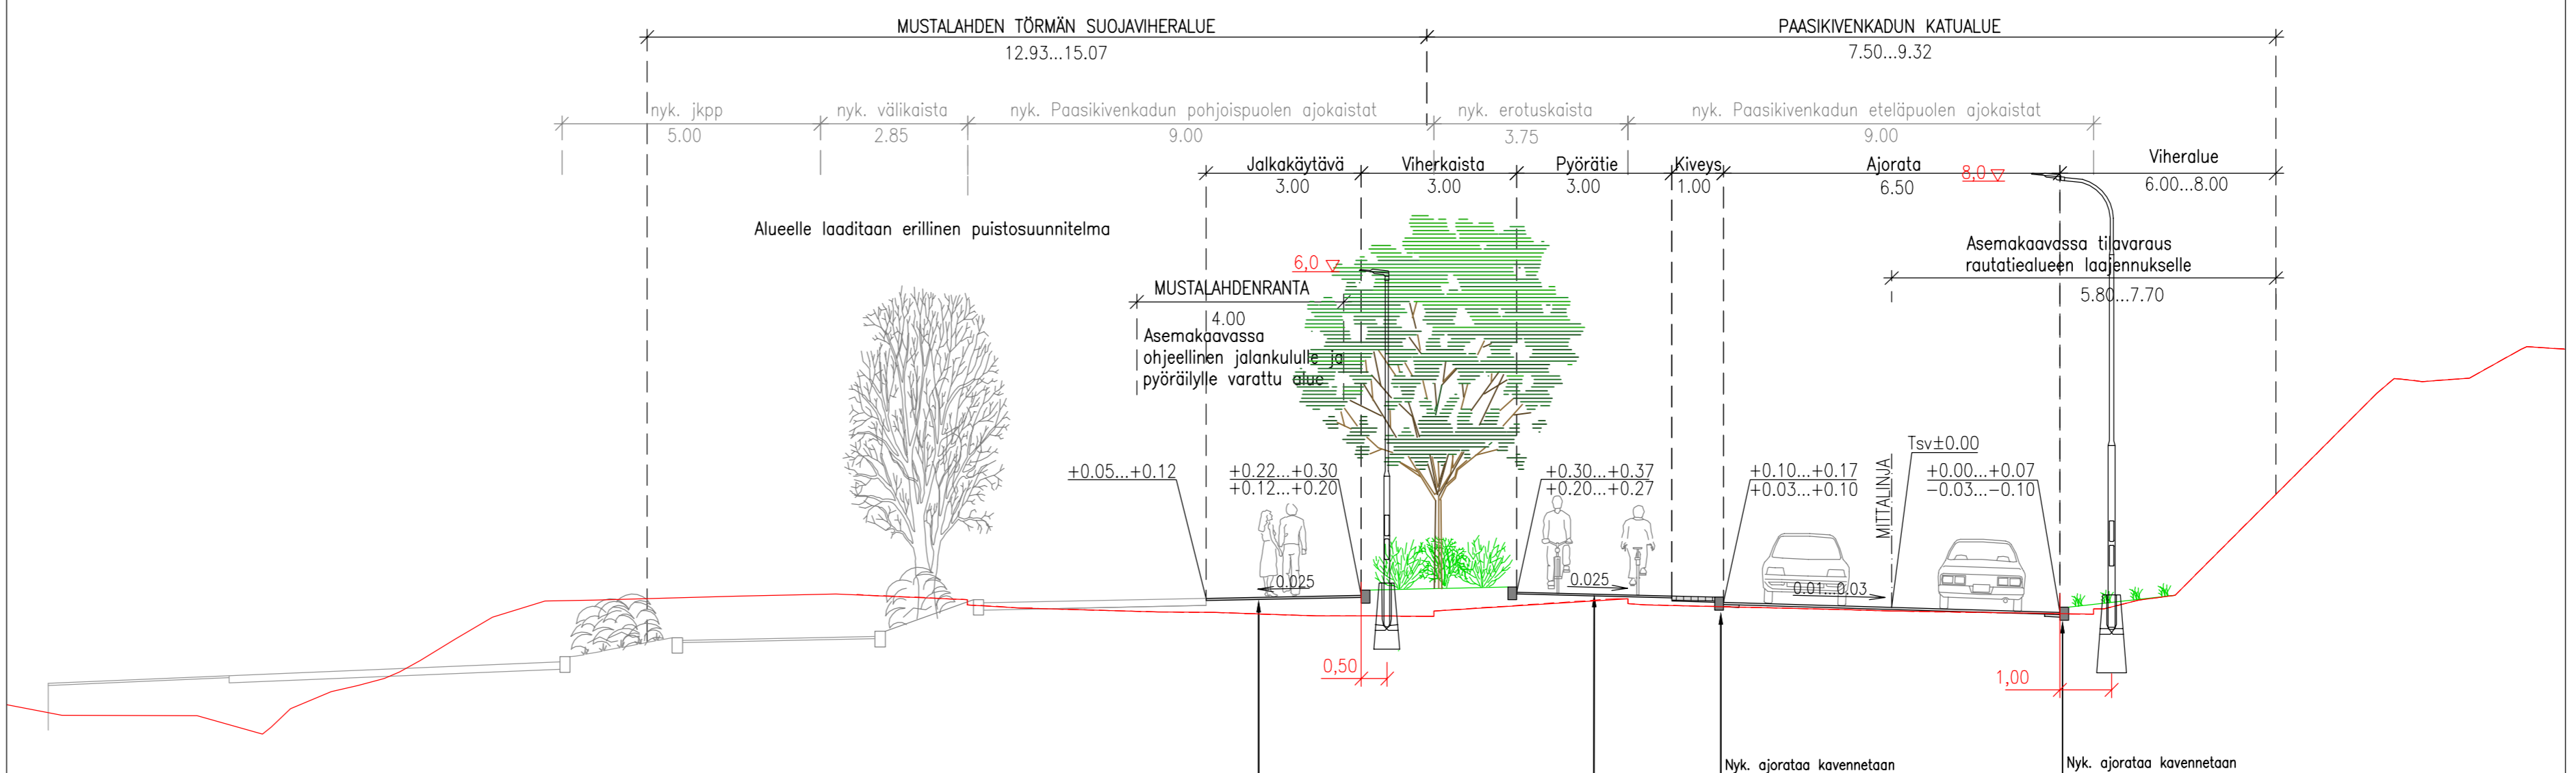 MUSTALAHDEN TÖRMÄN SUOJAVIHERALUE
12.93...15.07
PAASIKIVENKADUN KATUALUE
7.50...9.32
nyk. jkpp
5.00
nyk. välikaista
2.85
nyk. Paasikivenkadun pohjoispuolen ajokaistat
9.00
nyk. erotuskaista
3.75
nyk. Paasikivenkadun eteläpuolen ajokaistat
9.00
Jalkakäytävä
3.00
Viherkaista
3.00
Pyörätie
3.00
Kiveys
1.00
Ajorata
6.50
8,0
Viheralue
6.00...8.00
Alueelle laaditaan erillinen puistosuunnitelma
6,0
MUSTALAHDENRANTA
4.00
Asemakaavassa
ohjeellinen jalankululle ja
pyöräilylle varattu alue
Asemakaavassa tilavaraus
rautatiealueen laajennukselle
5.80...7.70
+0.05...+0.12
+0.22...+0.30
+0.12...+0.20
+0.30...+0.37
+0.20...+0.27
+0.10...+0.17
+0.03...+0.10
MITTALINJA
Tsv±0.00
+0.00...+0.07
-0.03...-0.10
0.025
0.025
0.01...0.03
0,50
1,00
Nyk. ajorataa kavennetaan
Nyk. ajorataa kavennetaan